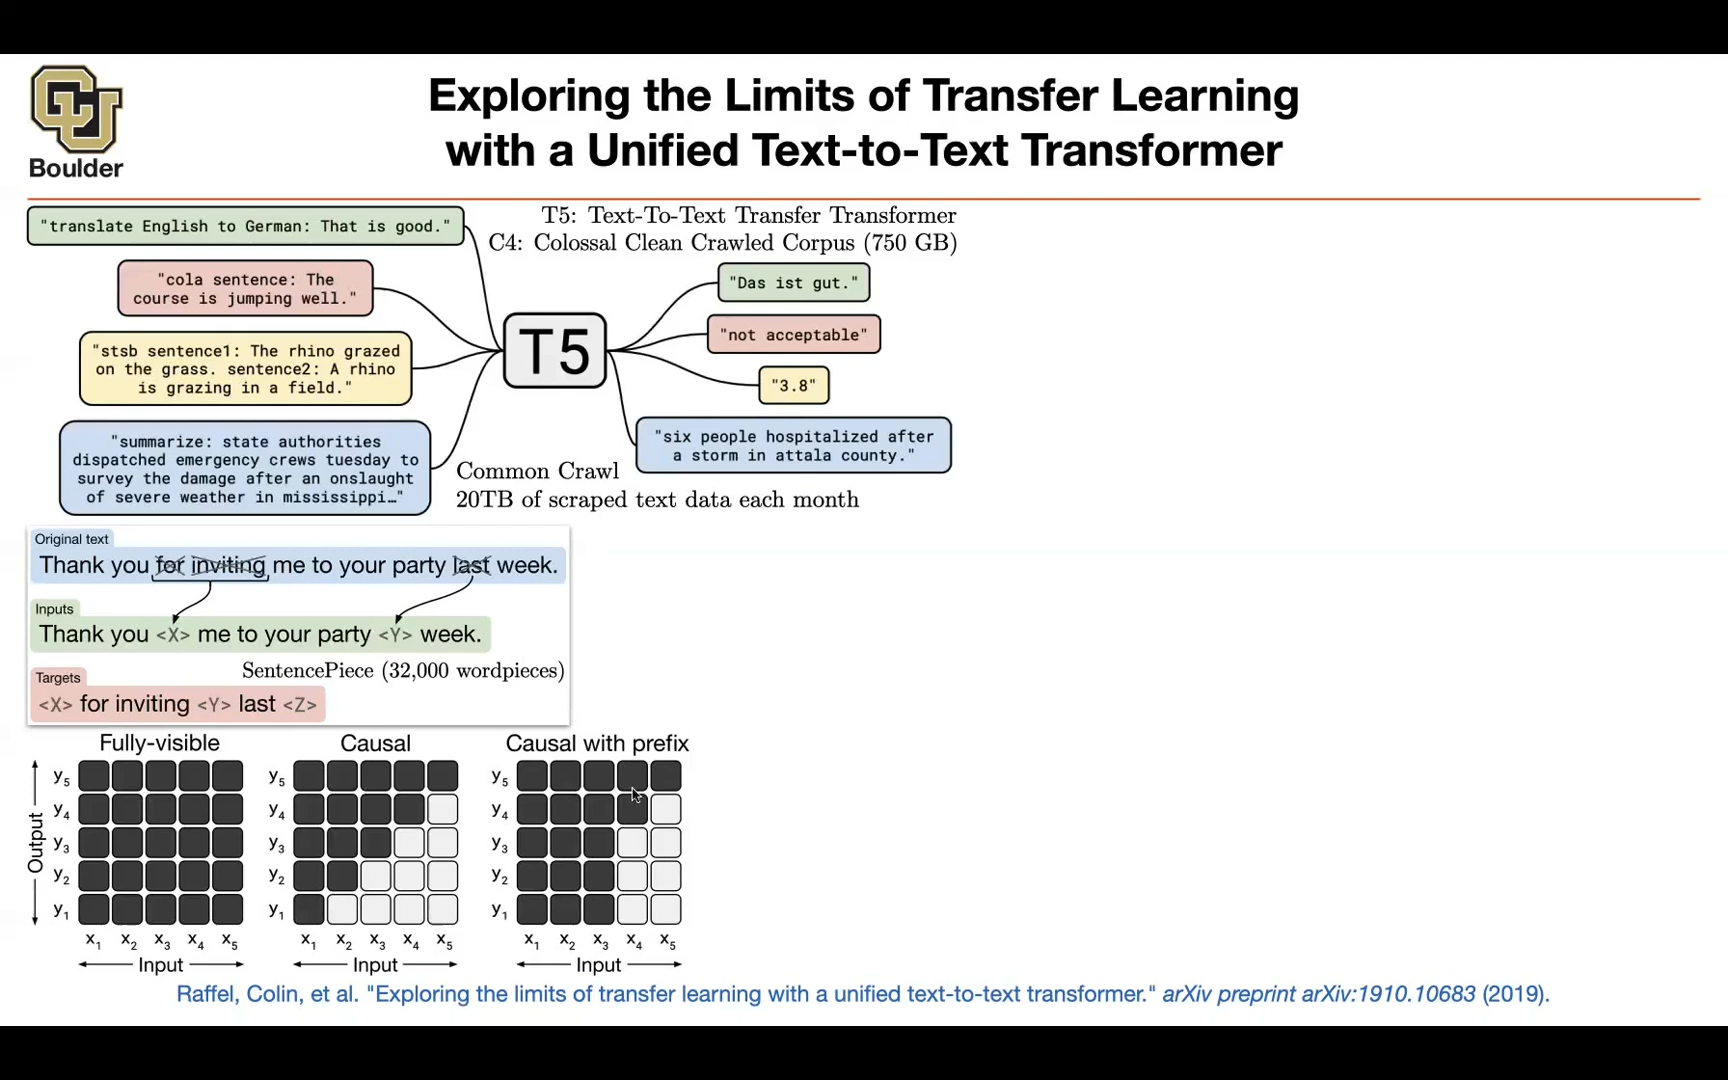 Boulder
Exploring the Limits of Transfer Learning
with a Unified Text-to-Text Transformer
"translate English to German: That is good."
"cola sentence: The
course is jumping well."
"stsb sentence1: The rhino grazed
on the grass. sentence2: A rhino
is grazing in a field."
"summarize: state authorities
dispatched emergency crews tuesday to
survey the damage after an onslaught
of severe weather in mississippi…"
T5: Text-To-Text Transfer Transformer
C4: Colossal Clean Crawled Corpus (750 GB)
T5
"Das ist gut."
"not acceptable"
"3.8"
"six people hospitalized after
a storm in attala county."
Common Crawl
20TB of scraped text data each month
Original text
Thank you for inviting me to your party last week.
Inputs
Thank you <X> me to your party <Y> week.
SentencePiece (32,000 wordpieces)
Targets
<X> for inviting <Y> last <Z>
Fully-visible
Output
y5
y4
y3
y2
y1
x1 x2 x3 x4 x5
Input
Causal
y5
y4
y3
y2
y1
x1 x2 x3 x4 x5
Input
Causal with prefix
y5
y4
y3
y2
y1
x1 x2 x3 x4 x5
Input
Raffel, Colin, et al. "Exploring the limits of transfer learning with a unified text-to-text transformer." arXiv preprint arXiv:1910.10683 (2019).